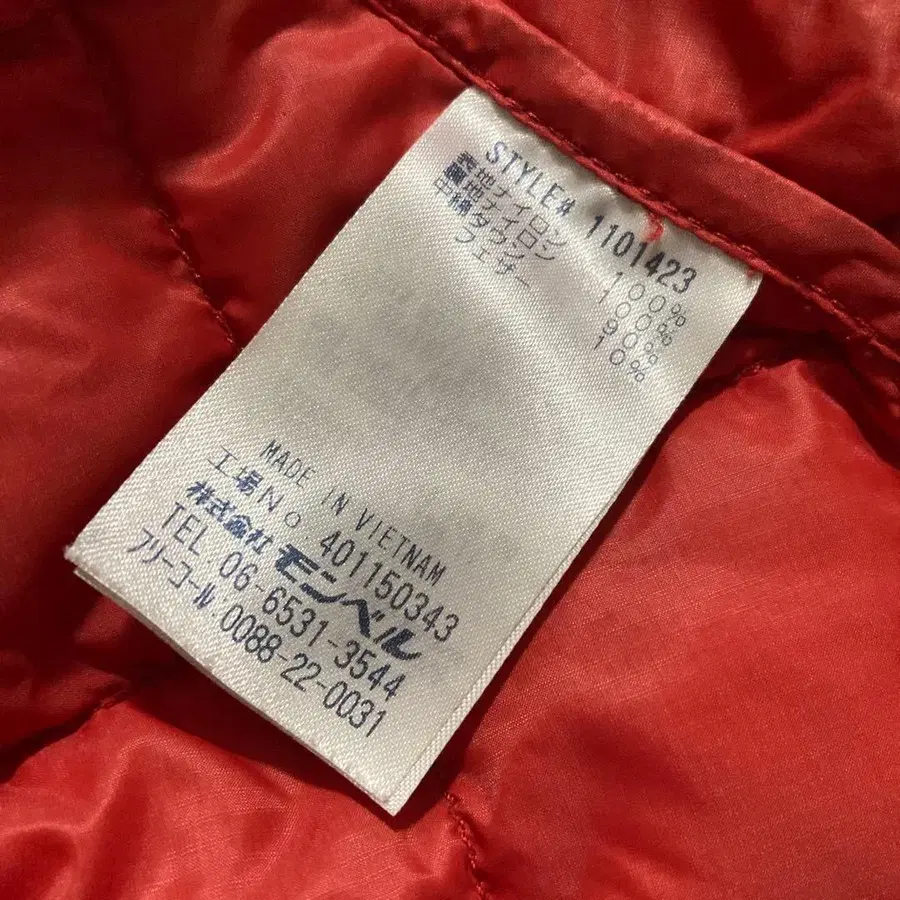 STYLE# 1101423
表地 ナイロン 100%
裏地 ナイロン 100%
中綿 ダウン 90%
フェザー 10%
MADE IN VIETNAM
工場No. 401150343
株式会社 モンベル
TEL 06-6531-3544
フリーコール 0088-22-0031